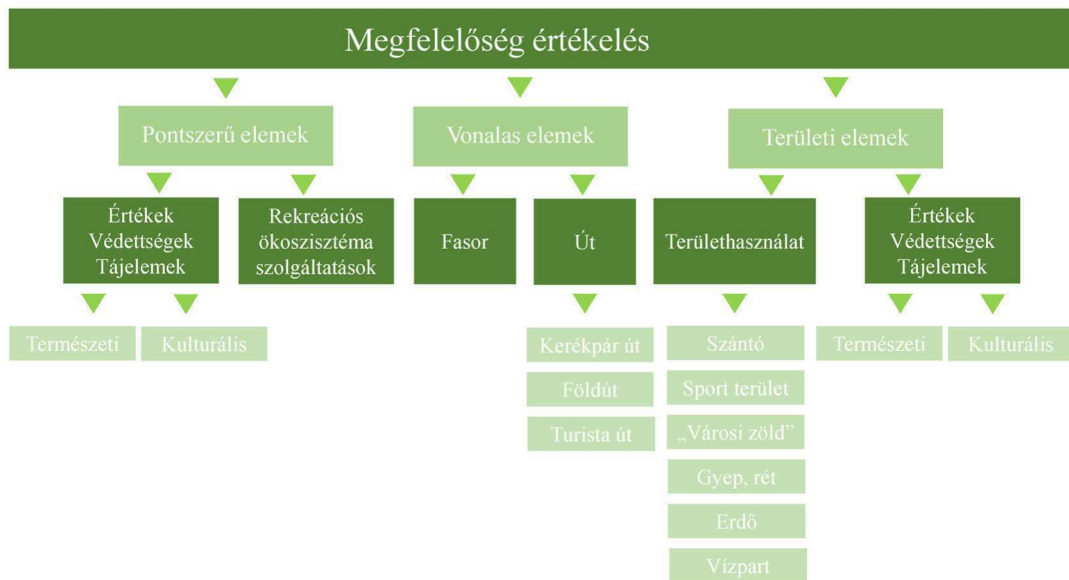 Megfelelőség értékelés
Pontszerű elemek
Vonalas elemek
Területi elemek
Értékek
Védettségek
Tájelemek
Rekreációs
ökoszisztéma
szolgáltatások
Fasor
Út
Területhasználat
Értékek
Védettségek
Tájelemek
Természeti
Kulturális
Kerékpár út
Földút
Turista út
Szántó
Sport terület
„Városi zöld”
Gyep, rét
Erdő
Vízpart
Természeti
Kulturális